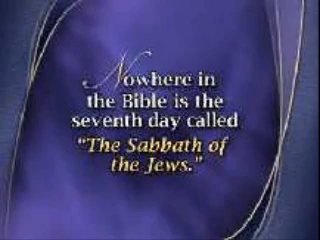 Nowhere in
the Bible is the
seventh day called
"The Sabbath of
the Jews."